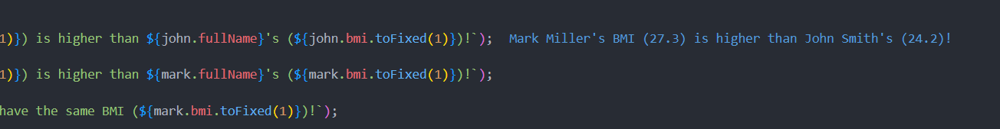 1)}) is higher than ${john.fullName}'s (${john.bmi.toFixed(1)})!`);  Mark Miller's BMI (27.3) is higher than John Smith's (24.2)!
1)}) is higher than ${mark.fullName}'s (${mark.bmi.toFixed(1)})!`);
have the same BMI (${mark.bmi.toFixed(1)})!`);